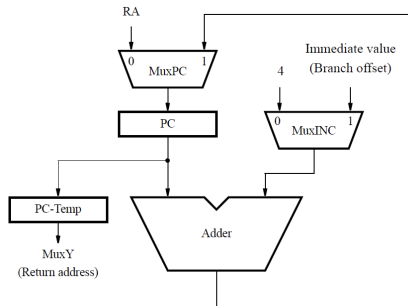 RA
Immediate value
(Branch offset)
0
1
MuxPC
4
0
1
MuxINC
PC
PC-Temp
Adder
MuxY
(Return address)